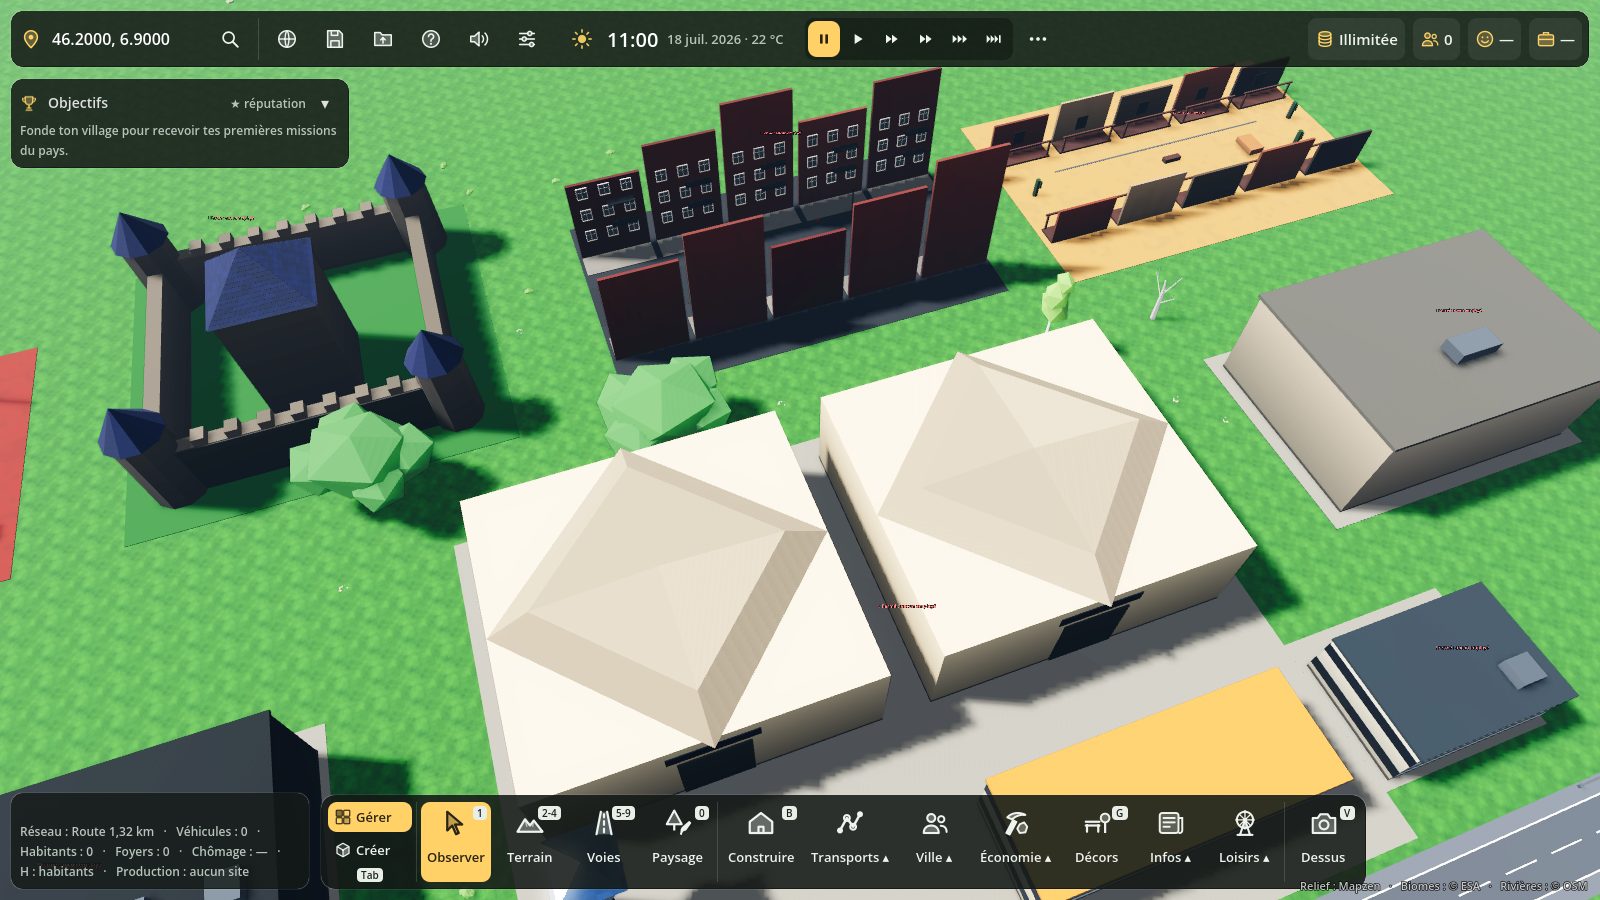 46.2000, 6.9000
11:00 18 juil. 2026 · 22 °C
Illimitée
0
—
—
Objectifs
★ réputation ▼
Fonde ton village pour recevoir tes premières missions
du pays.
Réseau : Route 1,32 km · Véhicules : 0 ·
Habitants : 0 · Foyers : 0 · Chômage : — ·
H : habitants · Production : aucun site
Gérer
Créer
Tab
1
Observer
2-4
Terrain
5-9
Voies
0
Paysage
B
Construire
Transports ▴
Ville ▴
Économie ▴
G
Décors
Infos ▴
Loisirs ▴
V
Dessus
Relief : Mapzen · Biomes : © ESA · Rivières : © OSM